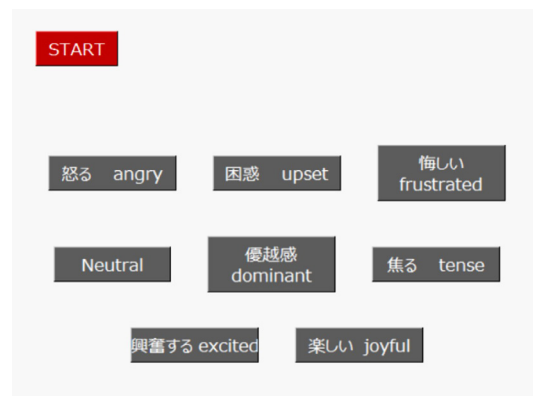 START
怒る angry
困惑 upset
悔しい
frustrated
Neutral
優越感
dominant
焦る tense
興奮する excited
楽しい joyful